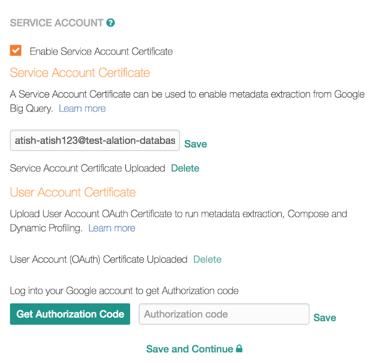 SERVICE ACCOUNT ?
Enable Service Account Certificate
Service Account Certificate
A Service Account Certificate can be used to enable metadata extraction from Google
Big Query. Learn more
atish-atish123@test-alation-databas Save
Service Account Certificate Uploaded Delete
User Account Certificate
Upload User Account OAuth Certificate to run metadata extraction, Compose and
Dynamic Profiling. Learn more
User Account (OAuth) Certificate Uploaded Delete
Log into your Google account to get Authorization code
Get Authorization Code Authorization code Save
Save and Continue